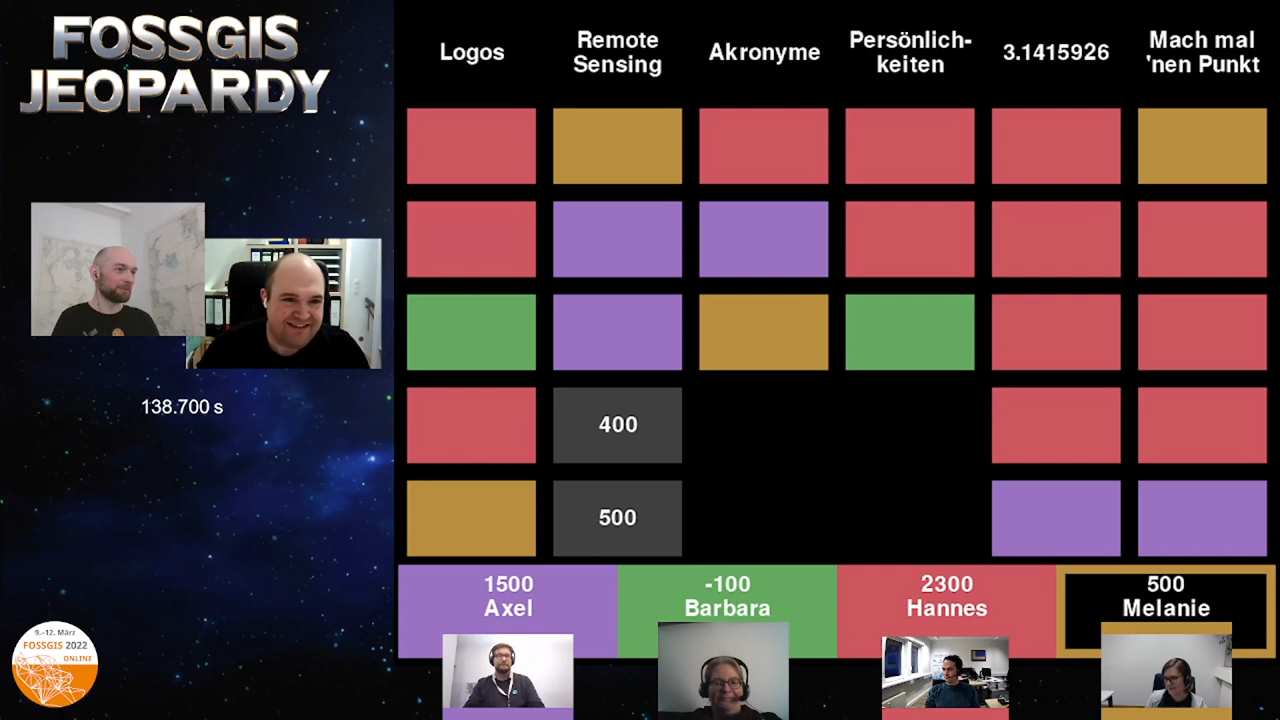 FOSSGIS
JEOPARDY
Logos
Remote
Sensing
Akronyme
Persönlich-
keiten
3.1415926
Mach mal
'nen Punkt
400
500
138.700 s
1500
Axel
-100
Barbara
2300
Hannes
500
Melanie
9.–12. März
FOSSGIS 2022
ONLINE